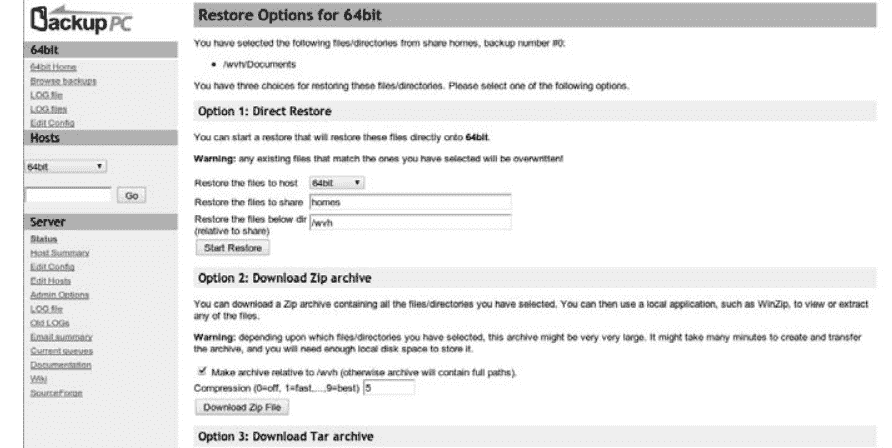 BackupPC
64bit
64bit Home
Browse backups
LOG file
LOG files
Edit Config
Hosts
64bit
Go
Server
Status
Host Summary
Edit Config
Edit Hosts
Admin Options
LOG file
Old LOGs
Email summary
Current queues
Documentation
Wiki
SourceForge
Restore Options for 64bit
You have selected the following files/directories from share homes, backup number #0:
• /wvh/Documents
You have three choices for restoring these files/directories. Please select one of the following options.
Option 1: Direct Restore
You can start a restore that will restore these files directly onto 64bit.
Warning: any existing files that match the ones you have selected will be overwritten!
Restore the files to host 64bit
Restore the files to share homes
Restore the files below dir /wvh
(relative to share)
Start Restore
Option 2: Download Zip archive
You can download a Zip archive containing all the files/directories you have selected. You can then use a local application, such as WinZip, to view or extract
any of the files.
Warning: depending upon which files/directories you have selected, this archive might be very very large. It might take many minutes to create and transfer
the archive, and you will need enough local disk space to store it.
Make archive relative to /wvh (otherwise archive will contain full paths).
Compression (0=off, 1=fast,...,9=best) 5
Download Zip File
Option 3: Download Tar archive